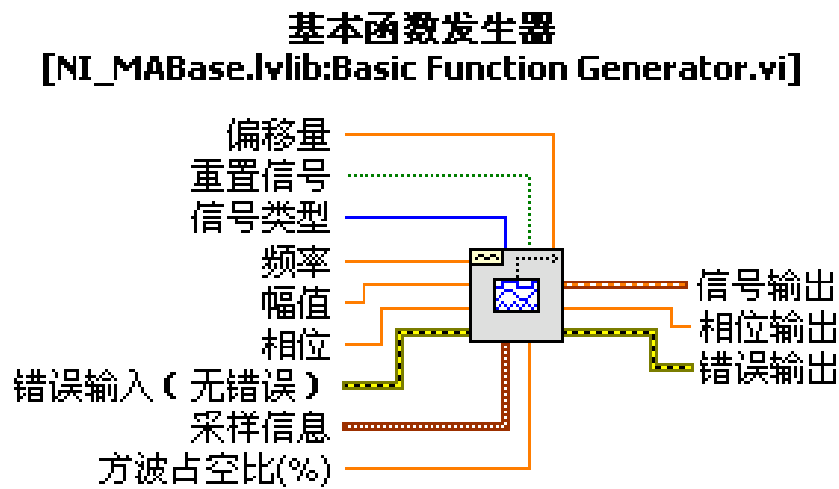 基本函数发生器
[NI_MABase.lvlib:Basic Function Generator.vi]
偏移量
重置信号
信号类型
频率
幅值
相位
错误输入(无错误)
采样信息
方波占空比(%)
信号输出
相位输出
错误输出